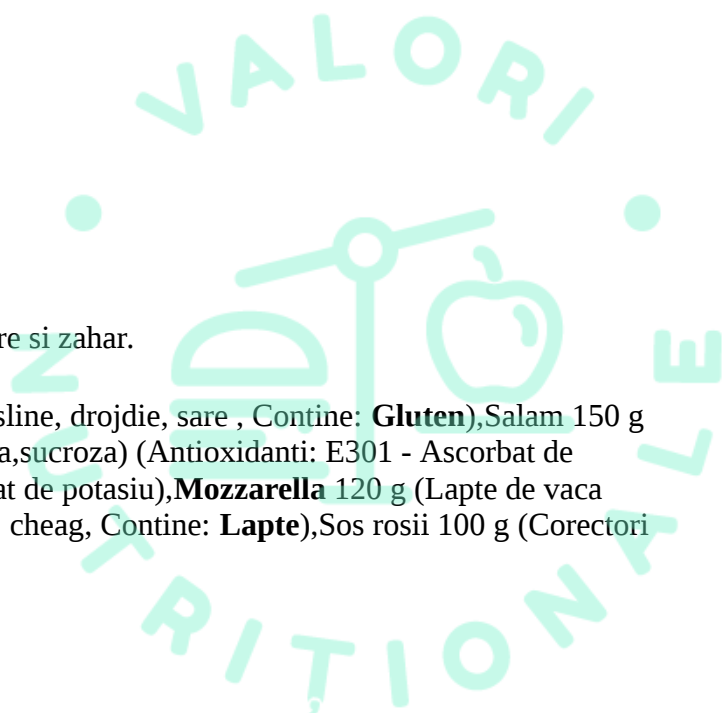 VALORI
re si zahar.
sline, drojdie, sare , Contine: Gluten),Salam 150 g
a,sucroza) (Antioxidanti: E301 - Ascorbat de
at de potasiu),Mozzarella 120 g (Lapte de vaca
cheag, Contine: Lapte),Sos rosii 100 g (Corectori
NUTRITIONALE